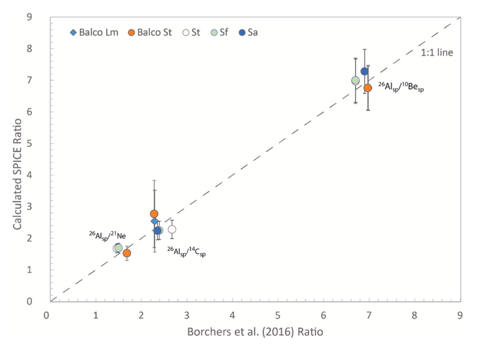 9
8
7
6
5
4
3
2
1
0
Calculated SPICE Ratio
Balco Lm Balco St St Sf Sa
1:1 line
²⁶Alₛₚ/¹⁰Beₛₚ
²⁶Alₛₚ/²¹Ne
²⁶Alₛₚ/¹⁴Cₛₚ
0 1 2 3 4 5 6 7 8 9
Borchers et al. (2016) Ratio